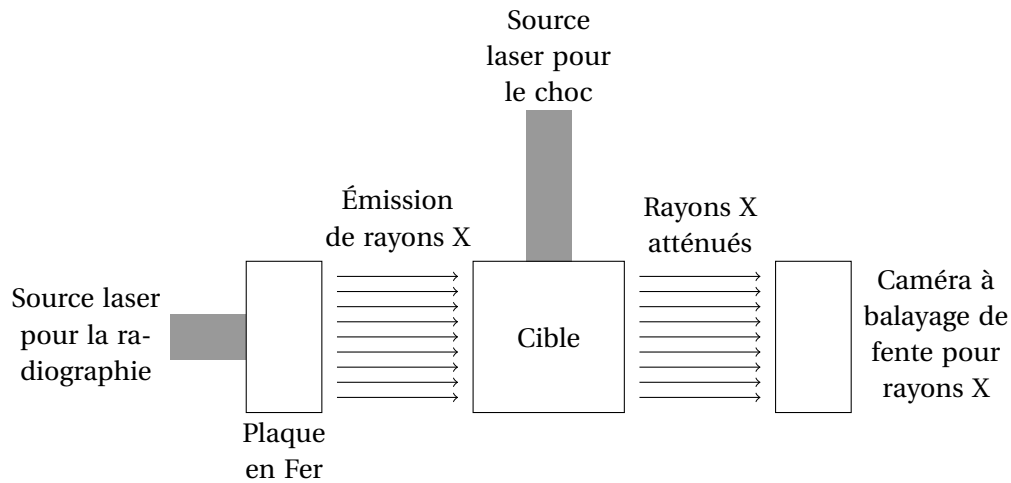 Source
laser pour
le choc
Émission
de rayons X
Rayons X
atténués
Source laser
pour la ra-
diographie
Cible
Caméra à
balayage de
fente pour
rayons X
Plaque
en Fer